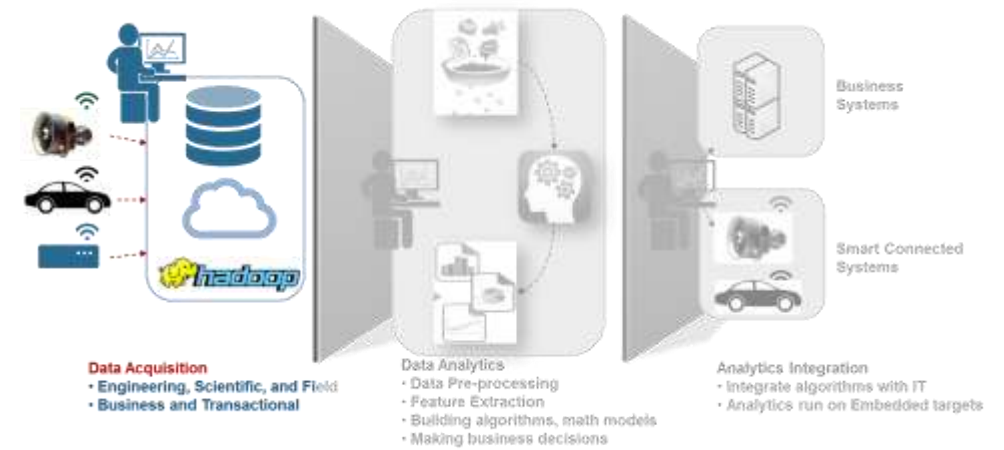 hadoop
Business
Systems
Smart Connected
Systems
Data Acquisition
• Engineering, Scientific, and Field
• Business and Transactional
Data Analytics
• Data Pre-processing
• Feature Extraction
• Building algorithms, math models
• Making business decisions
Analytics Integration
• Integrate algorithms with IT
• Analytics run on Embedded targets